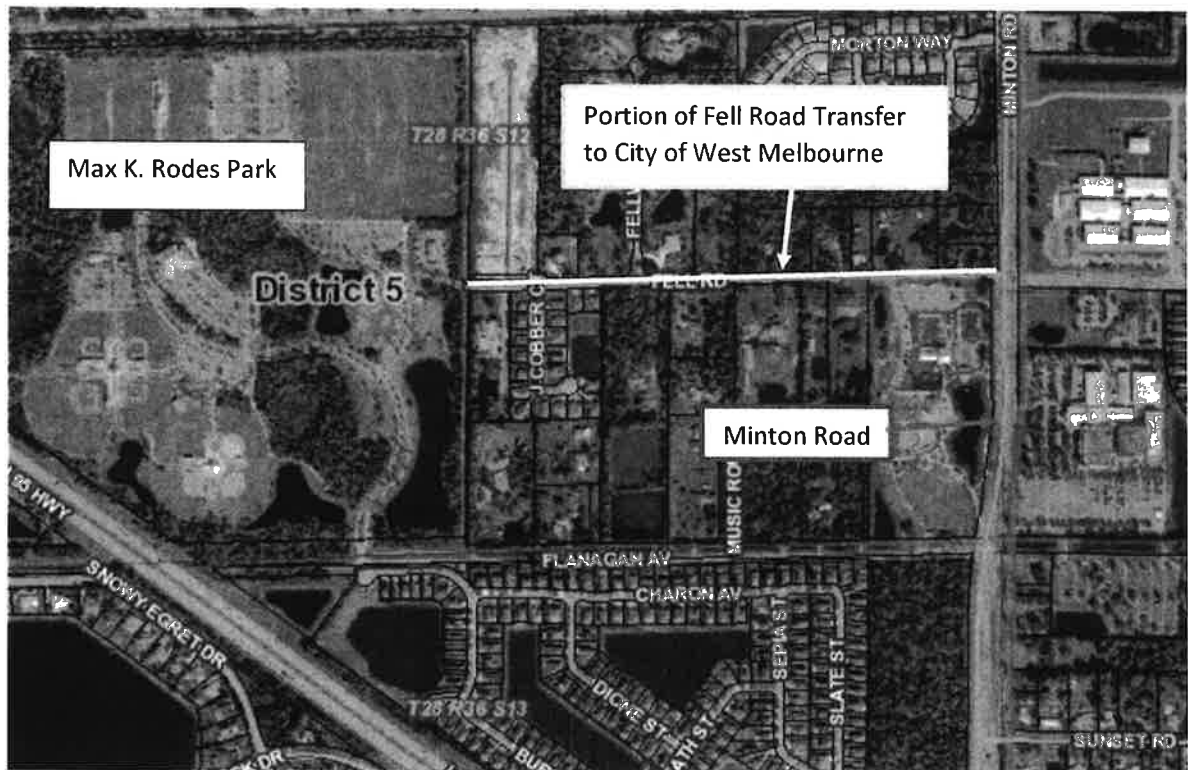 MORTON WAY
MINTON RD
Portion of Fell Road Transfer
to City of West Melbourne
T28 R36 S12
Max K. Rodes Park
District 5
FELL RD
J COBBER CT
Minton Road
MUSIC RO
95 HWY
FLANAGAN AV
SNOWY EGRET DR
CHARON AV
SEPIA ST
SLATE ST
DIONE ST
T28 R36 S13
SUNSET RD